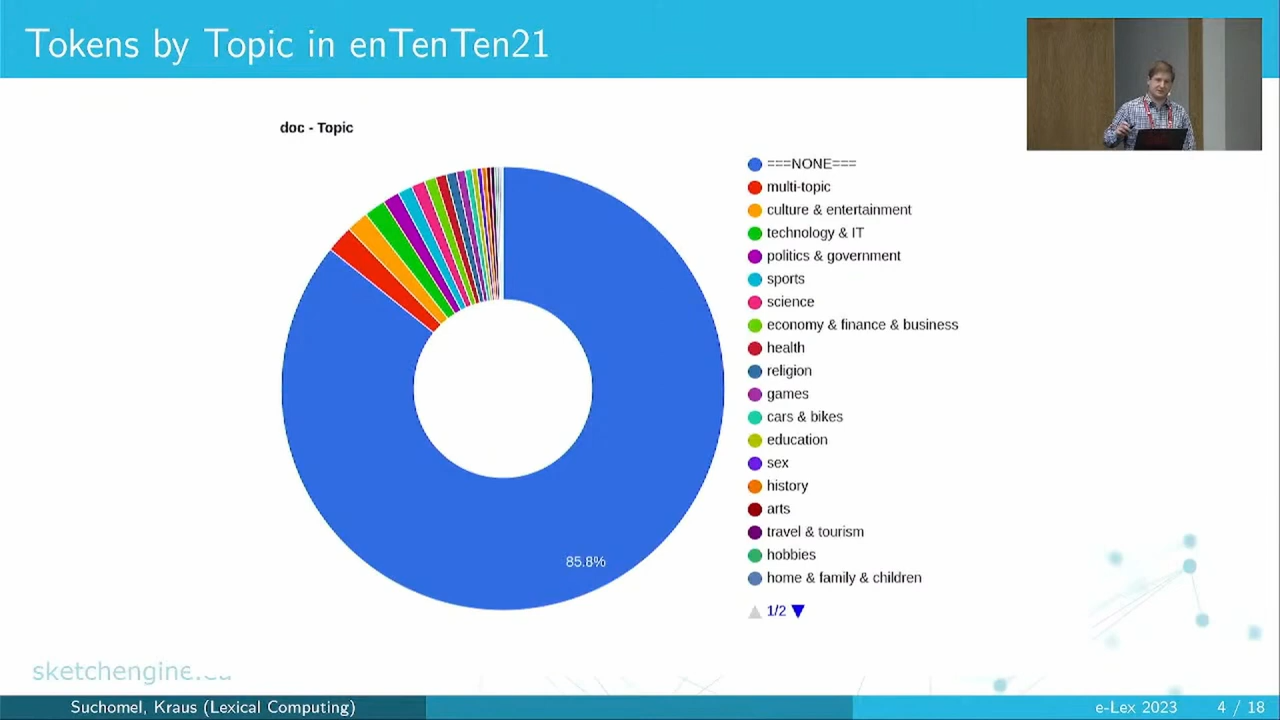 Tokens by Topic in enTenTen21
doc - Topic
===NONE===
multi-topic
culture & entertainment
technology & IT
politics & government
sports
science
economy & finance & business
health
religion
games
cars & bikes
education
sex
history
arts
travel & tourism
hobbies
home & family & children
1/2
85.8%
sketchengine.eu
Suchomel, Kraus (Lexical Computing)
e-Lex 2023
4 / 18